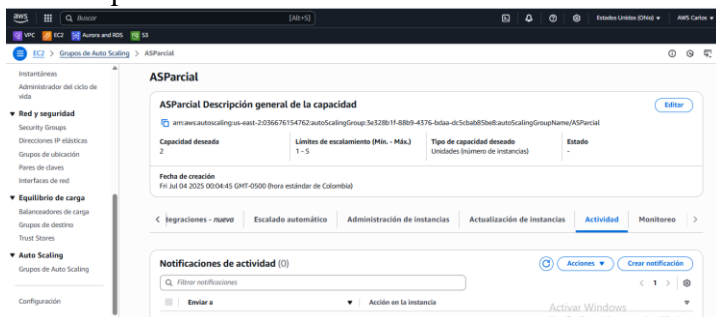 aws
Buscar
[Alt+S]
Estados Unidos (Ohio) ▼
AWS Carlos
VPC
EC2
Aurora and RDS
S3
EC2 > Grupos de Auto Scaling > ASParcial
Instantáneas
Administrador del ciclo de
vida
▼ Red y seguridad
Security Groups
Direcciones IP elásticas
Grupos de ubicación
Pares de claves
Interfaces de red
▼ Equilibrio de carga
Balanceadores de carga
Grupos de destino
Trust Stores
▼ Auto Scaling
Grupos de Auto Scaling
Configuración
ASParcial
ASParcial Descripción general de la capacidad
Editar
arn:aws:autoscaling:us-east-2:036676154762:autoScalingGroup:3e328b1f-88b9-4376-bdaa-dc5cbab85be8:autoScalingGroupName/ASParcial
Capacidad deseada
2
Límites de escalamiento (Mín. - Máx.)
1 - 5
Tipo de capacidad deseado
Unidades (número de instancias)
Estado
-
Fecha de creación
Fri Jul 04 2025 00:04:45 GMT-0500 (hora estándar de Colombia)
tegraciones - nueva
Escalado automático
Administración de instancias
Actualización de instancias
Actividad
Monitoreo
Notificaciones de actividad (0)
Acciones ▼
Crear notificación
Filtrar notificaciones
< 1 >
Enviar a
Acción en la instancia
Activar Windows